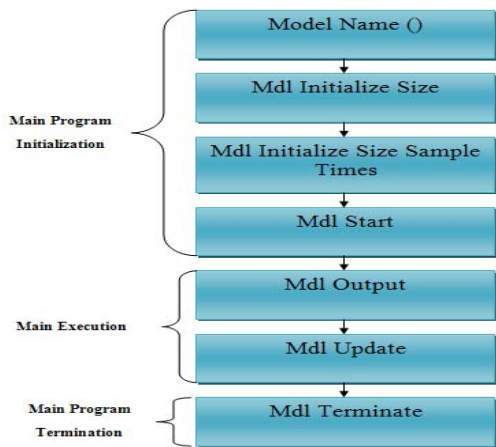 Model Name ()
Mdl Initialize Size
Main Program
Initialization
Mdl Initialize Size Sample
Times
Mdl Start
Mdl Output
Main Execution
Mdl Update
Main Program
Termination
Mdl Terminate